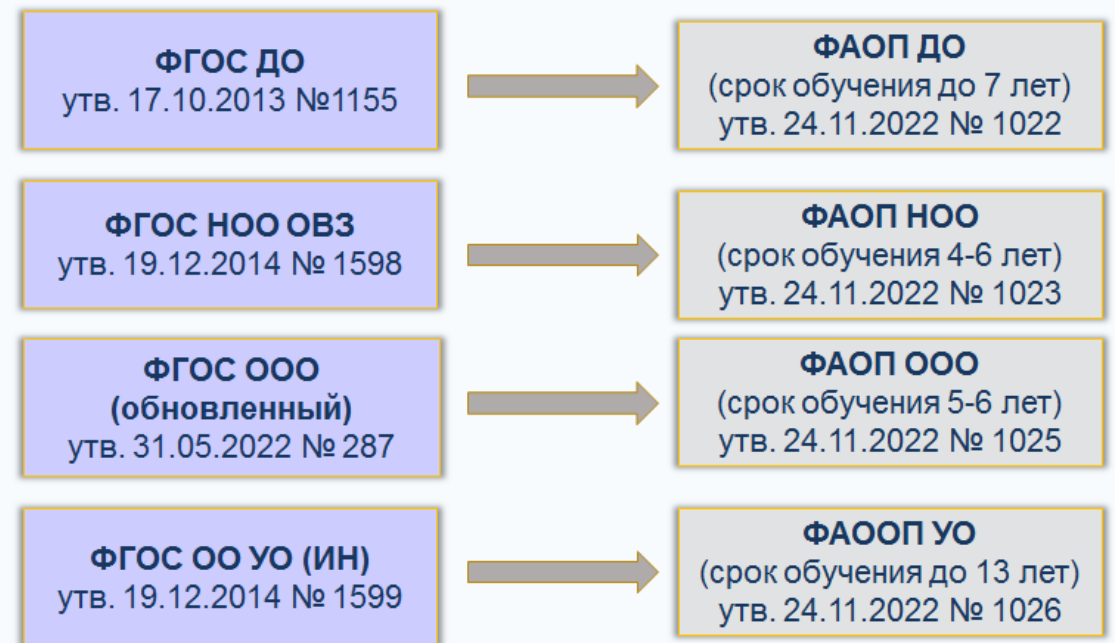 ФГОС ДО
утв. 17.10.2013 №1155
ФАОП ДО
(срок обучения до 7 лет)
утв. 24.11.2022 № 1022
ФГОС НОО ОВЗ
утв. 19.12.2014 № 1598
ФАОП НОО
(срок обучения 4-6 лет)
утв. 24.11.2022 № 1023
ФГОС ООО
(обновленный)
утв. 31.05.2022 № 287
ФАОП ООО
(срок обучения 5-6 лет)
утв. 24.11.2022 № 1025
ФГОС ОО УО (ИН)
утв. 19.12.2014 № 1599
ФАООП УО
(срок обучения до 13 лет)
утв. 24.11.2022 № 1026